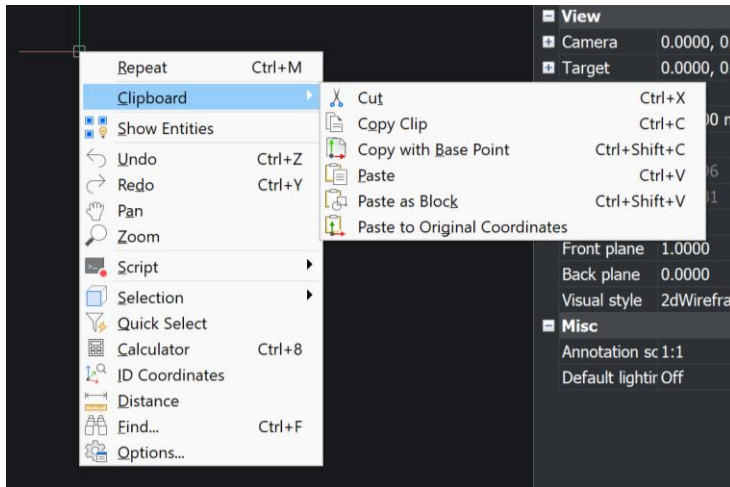 View
Camera 0.0000, 0
Target 0.0000, 0
Repeat Ctrl+M
Clipboard
Show Entities
Undo Ctrl+Z
Redo Ctrl+Y
Pan
Zoom
Script
Selection
Quick Select
Calculator Ctrl+8
ID Coordinates
Distance
Find... Ctrl+F
Options...
Cut Ctrl+X
Copy Clip Ctrl+C
Copy with Base Point Ctrl+Shift+C
Paste Ctrl+V
Paste as Block Ctrl+Shift+V
Paste to Original Coordinates
Front plane 1.0000
Back plane 0.0000
Visual style 2dWirefra
Misc
Annotation sc 1:1
Default lightir Off